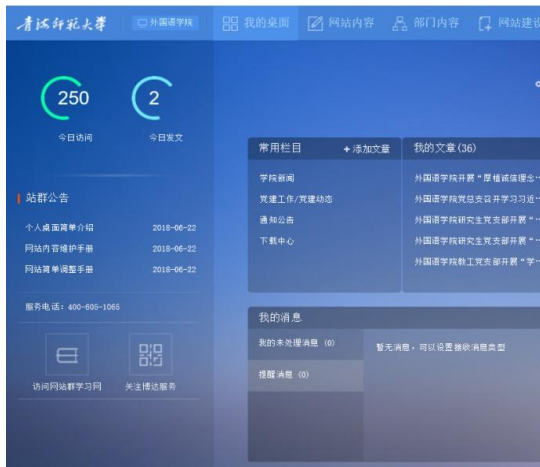 青海师范大学
外国语学院
我的桌面
网站内容
部门内容
网站建设
250
2
今日访问
今日发文
站群公告
个人桌面简单介绍 2018-06-22
网站内容维护手册 2018-06-22
网站简单调整手册 2018-06-22
服务电话：400-605-1065
访问网站群学习网
关注博达服务
常用栏目 +添加文章
学院新闻
党建工作/党建动态
通知公告
下载中心
我的文章(36)
外国语学院开展“厚植诚信理念…
外国语学院党总支召开学习习近…
外国语学院研究生党支部开展“…
外国语学院研究生党支部开展“…
外国语学院教工党支部开展“学…
我的消息
我的未处理消息 (0)
提醒消息 (0)
暂无消息，可以设置接收消息类型